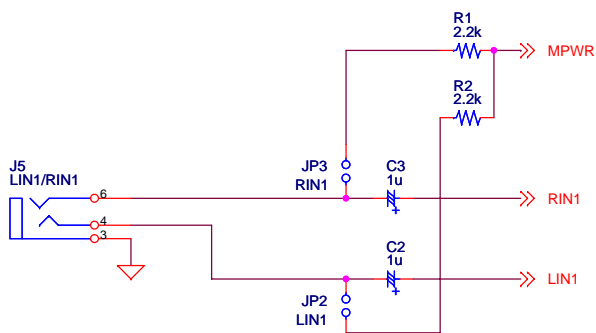 R1
2.2k
MPWR
R2
2.2k
J5
LIN1/RIN1
6
4
3
JP3
RIN1
C3
1u
+
RIN1
C2
1u
+
LIN1
JP2
LIN1